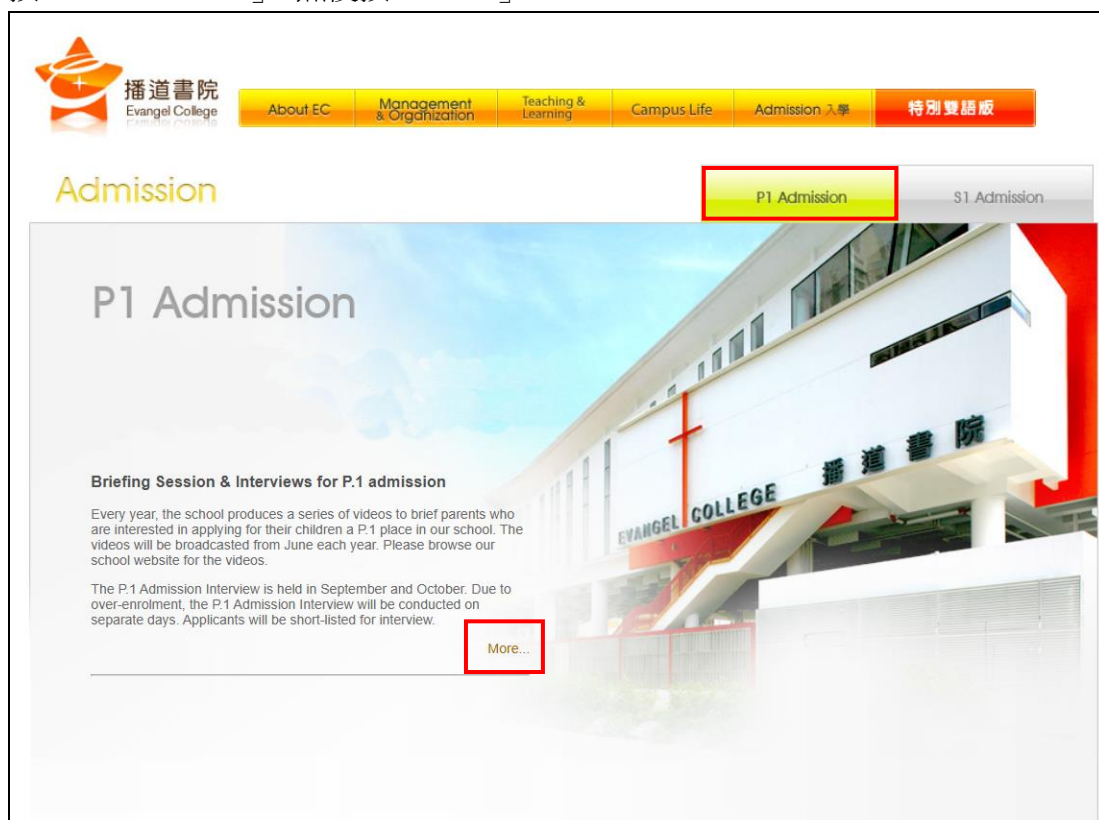 播道書院
Evangel College
About EC
Management
& Organization
Teaching &
Learning
Campus Life
Admission 入學
特別雙語版
Admission
P1 Admission
S1 Admission
P1 Admission
EVANGEL COLLEGE 播道書院
Briefing Session & Interviews for P.1 admission
Every year, the school produces a series of videos to brief parents who
are interested in applying for their children a P.1 place in our school. The
videos will be broadcasted from June each year. Please browse our
school website for the videos.
The P.1 Admission Interview is held in September and October. Due to
over-enrolment, the P.1 Admission Interview will be conducted on
separate days. Applicants will be short-listed for interview.
More...